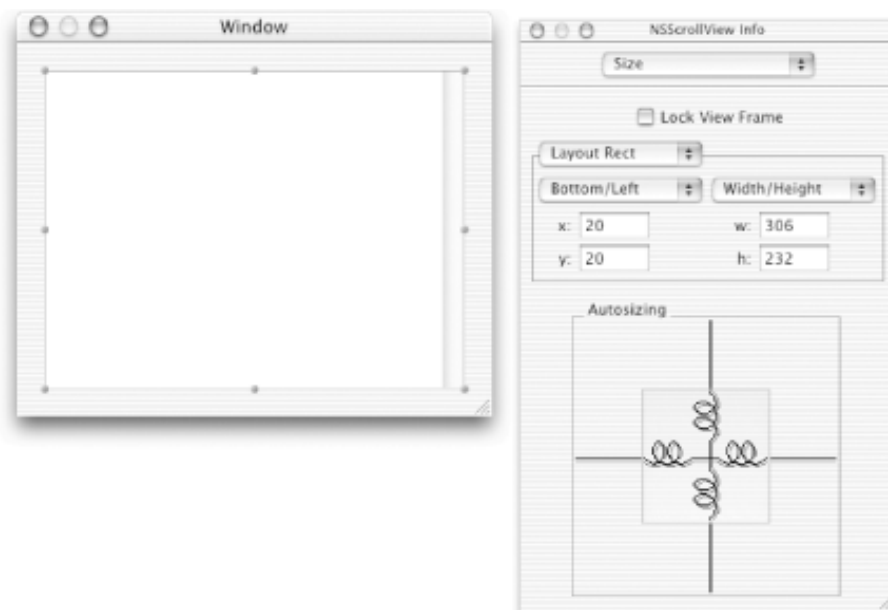 Window
NSScrollView Info
Size
Lock View Frame
Layout Rect
Bottom/Left Width/Height
x: 20 w: 306
y: 20 h: 232
Autosizing